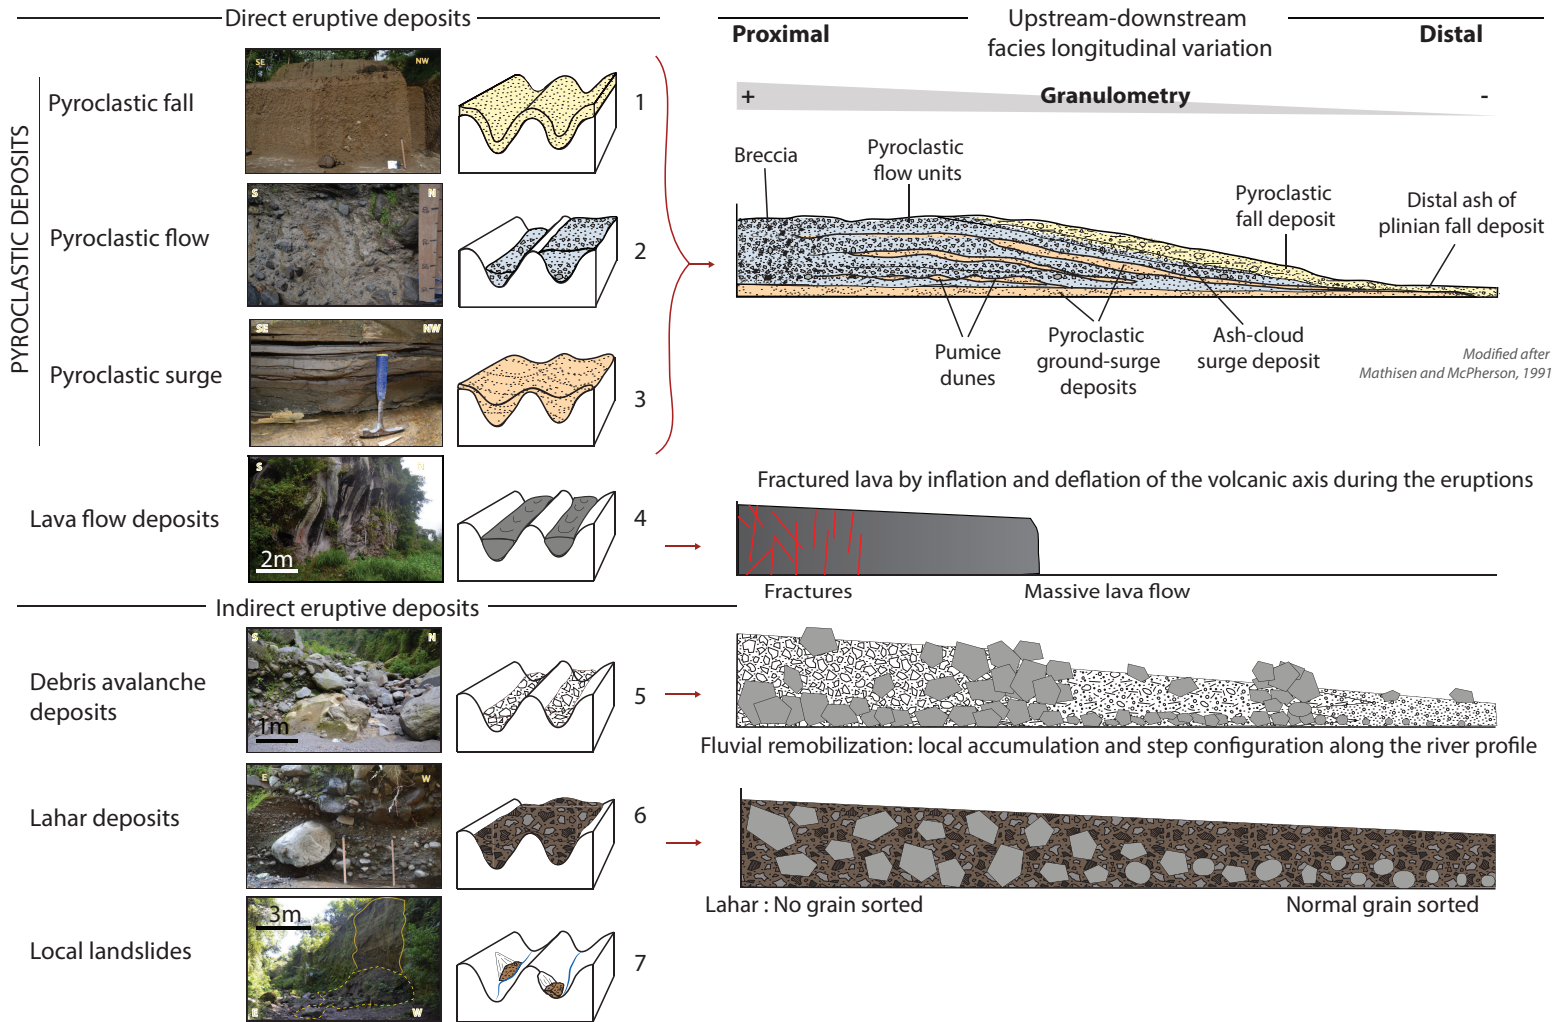 Direct eruptive deposits
Upstream-downstream
facies longitudinal variation
Proximal
Distal
+
Granulometry
-
PYROCLASTIC DEPOSITS
Pyroclastic fall
SE
NW
1
Pyroclastic flow
S
N
2
Pyroclastic surge
SE
NW
3
Breccia
Pyroclastic
flow units
Pyroclastic
fall deposit
Distal ash of
plinian fall deposit
Pumice
dunes
Pyroclastic
ground-surge
deposits
Ash-cloud
surge deposit
Modified after
Mathisen and McPherson, 1991
Lava flow deposits
S
N
2m
4
Fractured lava by inflation and deflation of the volcanic axis during the eruptions
Fractures
Massive lava flow
Indirect eruptive deposits
Debris avalanche
deposits
S
N
1m
5
Fluvial remobilization: local accumulation and step configuration along the river profile
Lahar deposits
E
W
6
Lahar : No grain sorted
Normal grain sorted
Local landslides
3m
E
W
7